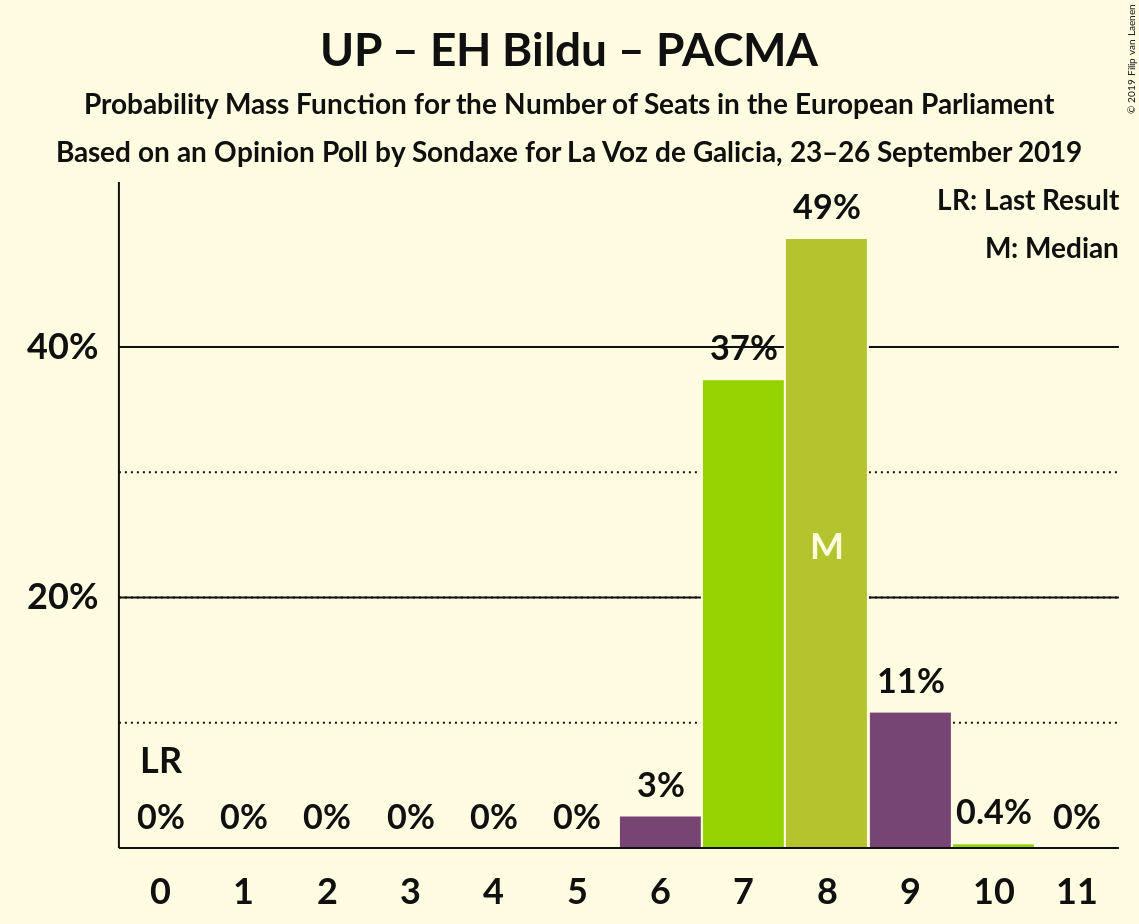 UP – EH Bildu – PACMA
Probability Mass Function for the Number of Seats in the European Parliament
Based on an Opinion Poll by Sondaxe for La Voz de Galicia, 23–26 September 2019
© 2019 Filip van Laenen
LR: Last Result
M: Median
49%
40%
37%
M
20%
11%
LR
3%
0% 0% 0% 0% 0% 0% 0.4% 0%
0 1 2 3 4 5 6 7 8 9 10 11